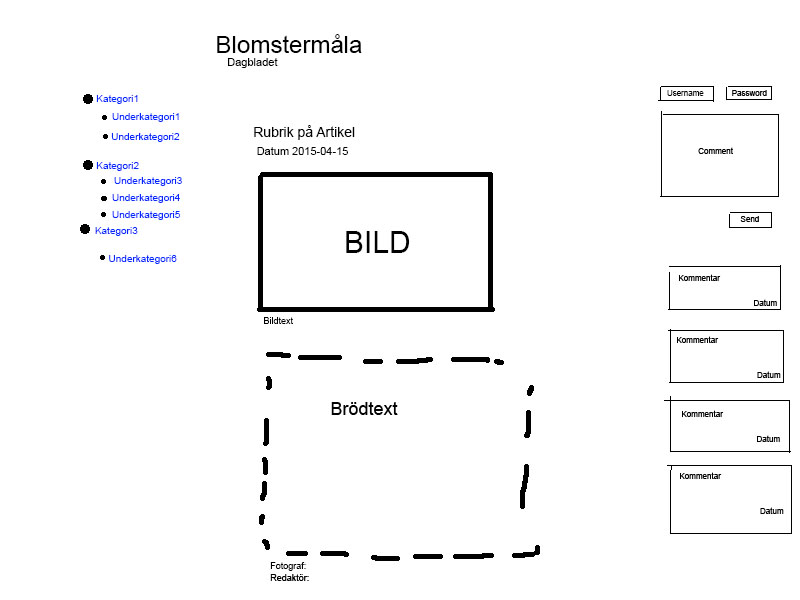 Blomstermåla
Dagbladet
Kategori1
Underkategori1
Underkategori2
Kategori2
Underkategori3
Underkategori4
Underkategori5
Kategori3
Underkategori6
Rubrik på Artikel
Datum 2015-04-15
BILD
Bildtext
Brödtext
Fotograf:
Redaktör:
Username
Password
Comment
Send
Kommentar
Datum
Kommentar
Datum
Kommentar
Datum
Kommentar
Datum